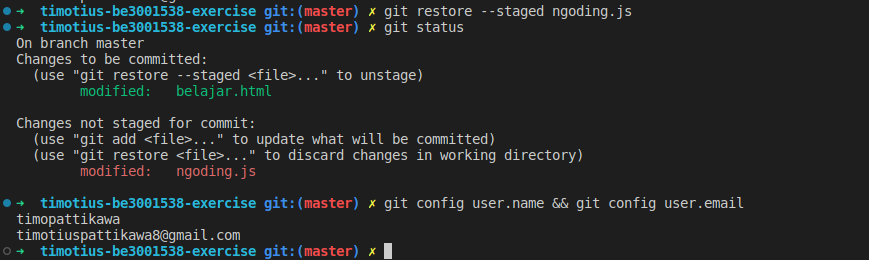 ➜ timotius-be3001538-exercise git:(master) ✗ git restore --staged ngoding.js
➜ timotius-be3001538-exercise git:(master) ✗ git status
On branch master
Changes to be committed:
  (use "git restore --staged <file>..." to unstage)
        modified:   belajar.html

Changes not staged for commit:
  (use "git add <file>..." to update what will be committed)
  (use "git restore <file>..." to discard changes in working directory)
        modified:   ngoding.js

➜ timotius-be3001538-exercise git:(master) ✗ git config user.name && git config user.email
timopattikawa
timotiuspattikawa8@gmail.com
➜ timotius-be3001538-exercise git:(master) ✗